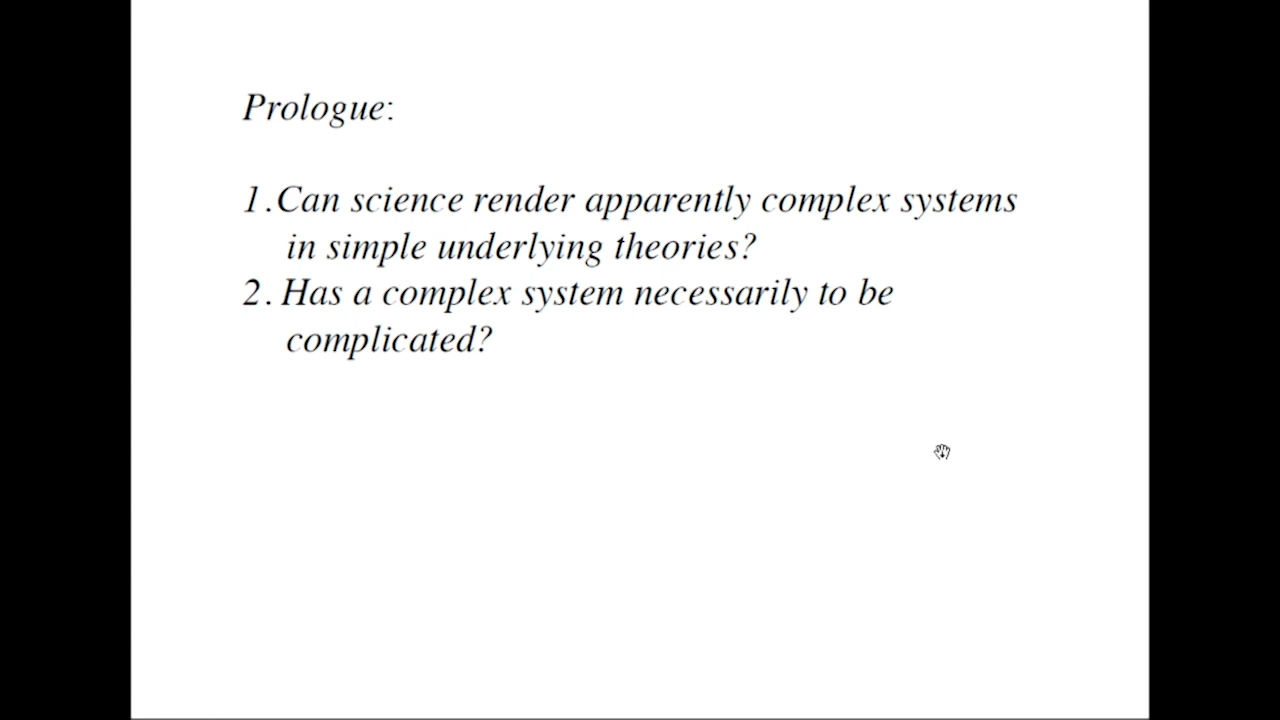 Prologue:
1.Can science render apparently complex systems
in simple underlying theories?
2. Has a complex system necessarily to be
complicated?